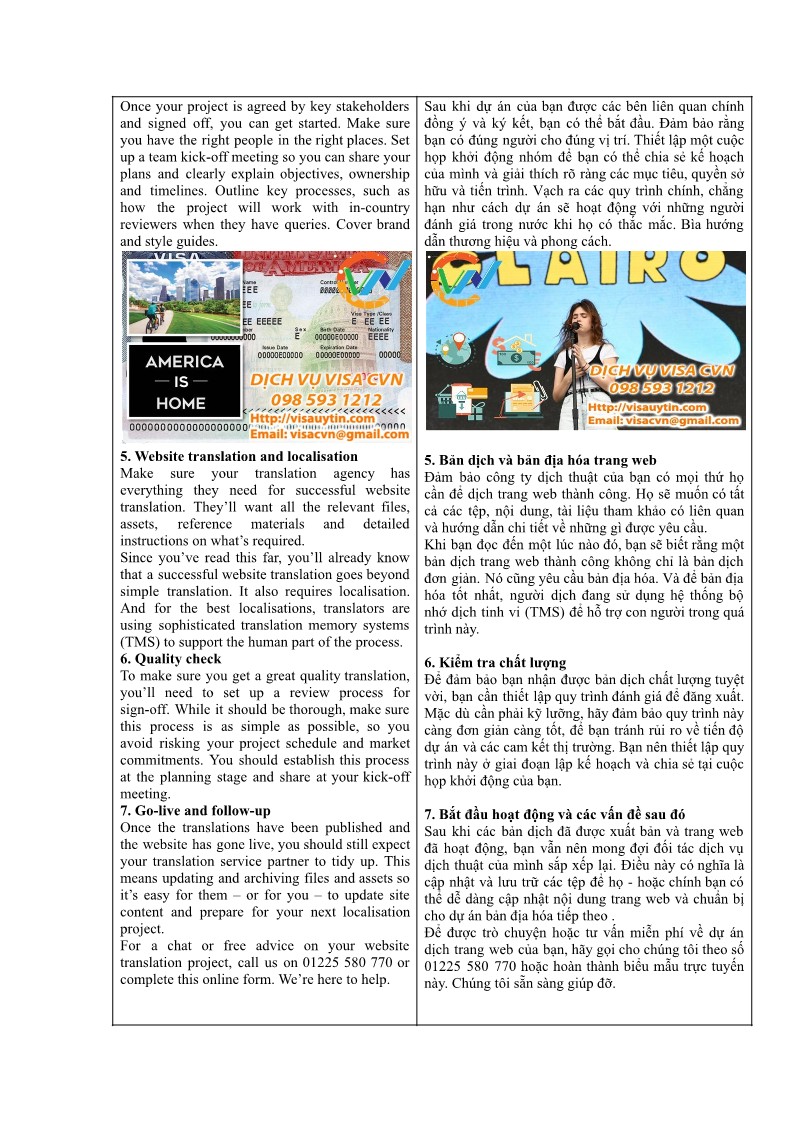 Once your project is agreed by key stakeholders
and signed off, you can get started. Make sure
you have the right people in the right places. Set
up a team kick-off meeting so you can share your
plans and clearly explain objectives, ownership
and timelines. Outline key processes, such as
how the project will work with in-country
reviewers when they have queries. Cover brand
and style guides.
VISA
AMERICA
Name
EEE
Visa Type /Class
E EE EE
EE EEEEE
Sex
E
Birth Date
00000E00000
Nationality
EEEE
Issue Date
00000E00000
Expiration Date
00000E00000
00000
AMERICA
— IS —
HOME
DỊCH VỤ VISA CVN
098 593 1212
Http://visauytin.com
Email: visacvn@gmail.com
5. Website translation and localisation
Make sure your translation agency has
everything they need for successful website
translation. They’ll want all the relevant files,
assets, reference materials and detailed
instructions on what’s required.
Since you’ve read this far, you’ll already know
that a successful website translation goes beyond
simple translation. It also requires localisation.
And for the best localisations, translators are
using sophisticated translation memory systems
(TMS) to support the human part of the process.
6. Quality check
To make sure you get a great quality translation,
you’ll need to set up a review process for
sign-off. While it should be thorough, make sure
this process is as simple as possible, so you
avoid risking your project schedule and market
commitments. You should establish this process
at the planning stage and share at your kick-off
meeting.
7. Go-live and follow-up
Once the translations have been published and
the website has gone live, you should still expect
your translation service partner to tidy up. This
means updating and archiving files and assets so
it’s easy for them – or for you – to update site
content and prepare for your next localisation
project.
For a chat or free advice on your website
translation project, call us on 01225 580 770 or
complete this online form. We’re here to help.
Sau khi dự án của bạn được các bên liên quan chính
đồng ý và ký kết, bạn có thể bắt đầu. Đảm bảo rằng
bạn có đúng người cho đúng vị trí. Thiết lập một cuộc
họp khởi động nhóm để bạn có thể chia sẻ kế hoạch
của mình và giải thích rõ ràng các mục tiêu, quyền sở
hữu và tiến trình. Vạch ra các quy trình chính, chẳng
hạn như cách dự án sẽ hoạt động với những người
đánh giá trong nước khi họ có thắc mắc. Bìa hướng
dẫn thương hiệu và phong cách.
CLAIRO
DỊCH VỤ VISA CVN
098 593 1212
Http://visauytin.com
Email: visacvn@gmail.com
5. Bản dịch và bản địa hóa trang web
Đảm bảo công ty dịch thuật của bạn có mọi thứ họ
cần để dịch trang web thành công. Họ sẽ muốn có tất
cả các tệp, nội dung, tài liệu tham khảo có liên quan
và hướng dẫn chi tiết về những gì được yêu cầu.
Khi bạn đọc đến một lúc nào đó, bạn sẽ biết rằng một
bản dịch trang web thành công không chỉ là bản dịch
đơn giản. Nó cũng yêu cầu bản địa hóa. Và để bản địa
hóa tốt nhất, người dịch đang sử dụng hệ thống bộ
nhớ dịch tinh vi (TMS) để hỗ trợ con người trong quá
trình này.
6. Kiểm tra chất lượng
Để đảm bảo bạn nhận được bản dịch chất lượng tuyệt
vời, bạn cần thiết lập quy trình đánh giá để đăng xuất.
Mặc dù cần phải kỹ lưỡng, hãy đảm bảo quy trình này
càng đơn giản càng tốt, để bạn tránh rủi ro về tiến độ
dự án và các cam kết thị trường. Bạn nên thiết lập quy
trình này ở giai đoạn lập kế hoạch và chia sẻ tại cuộc
họp khởi động của bạn.
7. Bắt đầu hoạt động và các vấn đề sau đó
Sau khi các bản dịch đã được xuất bản và trang web
đã hoạt động, bạn vẫn nên mong đợi đối tác dịch vụ
dịch thuật của mình sắp xếp lại. Điều này có nghĩa là
cập nhật và lưu trữ các tệp để họ - hoặc chính bạn có
thể dễ dàng cập nhật nội dung trang web và chuẩn bị
cho dự án bản địa hóa tiếp theo .
Để được trò chuyện hoặc tư vấn miễn phí về dự án
dịch trang web của bạn, hãy gọi cho chúng tôi theo số
01225 580 770 hoặc hoàn thành biểu mẫu trực tuyến
này. Chúng tôi sẵn sàng giúp đỡ.